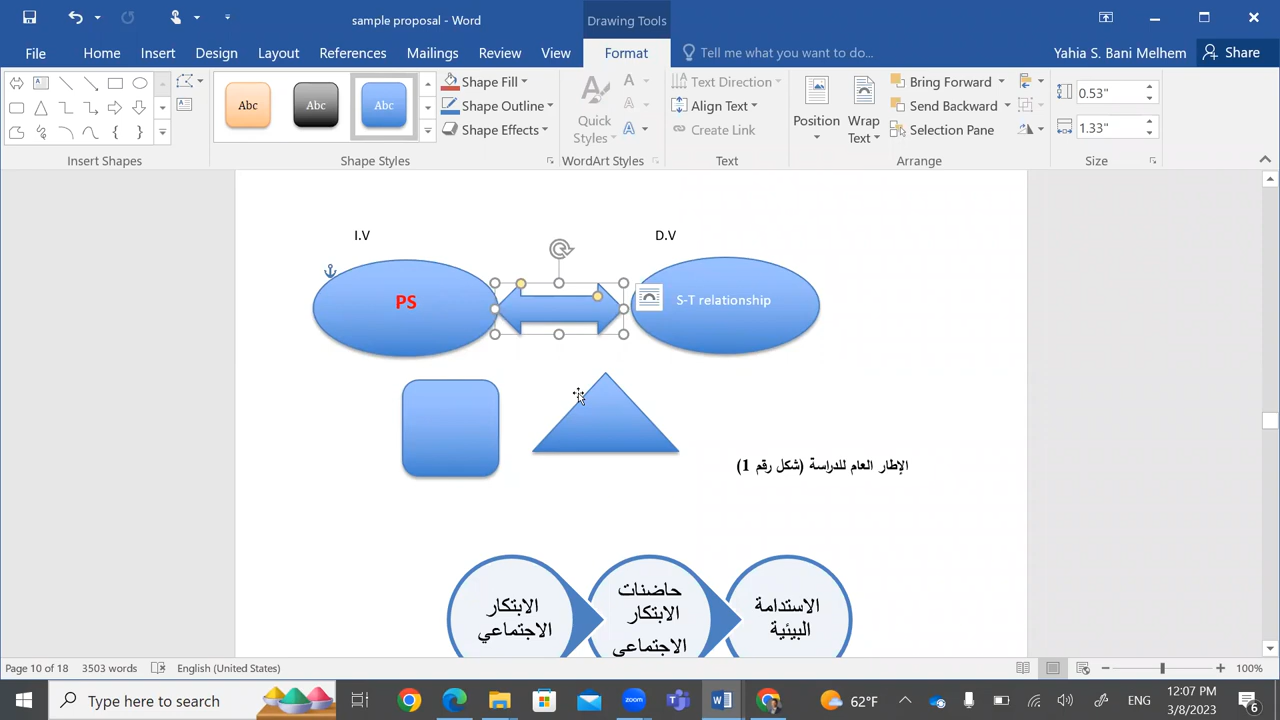 sample proposal - Word
Drawing Tools
File Home Insert Design Layout References Mailings Review View Format Tell me what you want to do... Yahia S. Bani Melhem Share
Abc Abc Abc
Shape Fill
Shape Outline
Shape Effects
Quick
Styles
Text Direction
Align Text
Create Link
Position
Wrap
Text
Bring Forward
Send Backward
Selection Pane
0.53"
1.33"
Insert Shapes Shape Styles WordArt Styles Text Arrange Size
I.V D.V
PS S-T relationship
الإطار العام للدراسة (شكل رقم 1)
الابتكار
الاجتماعي
حاضنات
الابتكار
الاجتماعي
الاستدامة
البيئية
Page 10 of 18 3503 words English (United States) 100%
Type here to search
zoom
62°F
ENG
12:07 PM
3/8/2023
6